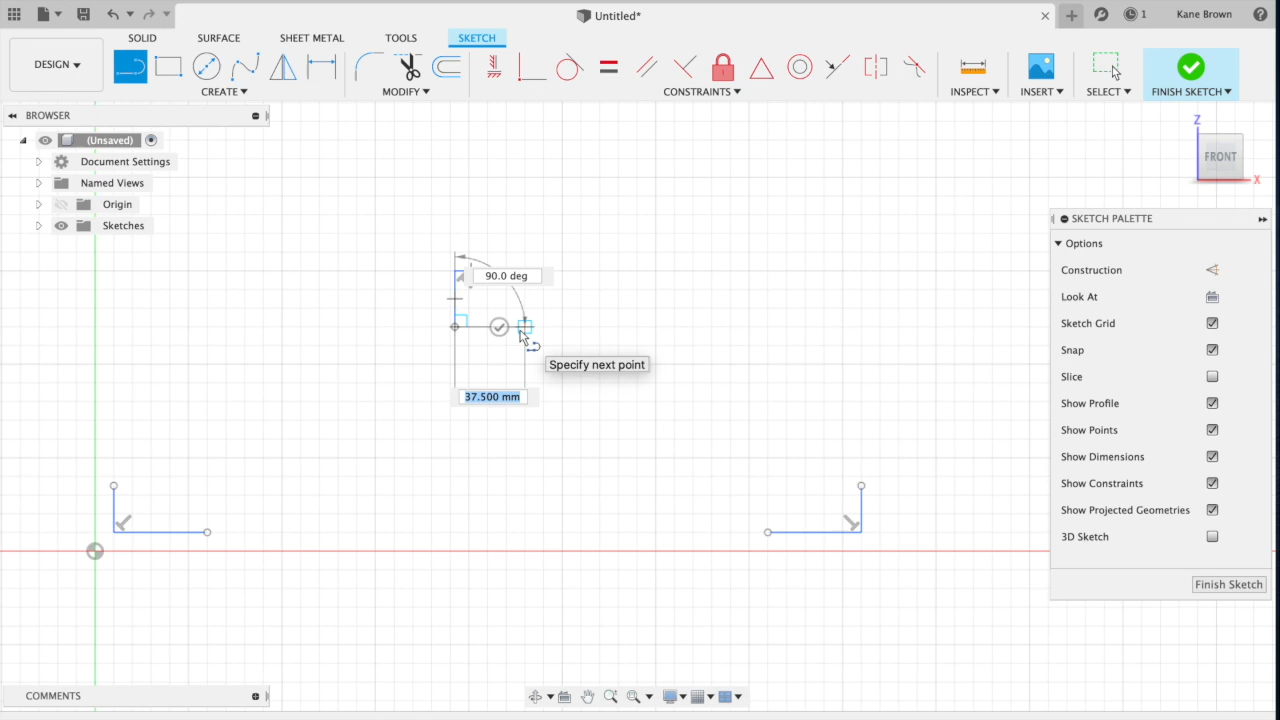 Untitled*
1
Kane Brown
SOLID
SURFACE
SHEET METAL
TOOLS
SKETCH
DESIGN
CREATE
MODIFY
CONSTRAINTS
INSPECT
INSERT
SELECT
FINISH SKETCH
BROWSER
(Unsaved)
Document Settings
Named Views
Origin
Sketches
Z
FRONT
X
90.0 deg
Specify next point
37.500 mm
SKETCH PALETTE
Options
Construction
Look At
Sketch Grid
Snap
Slice
Show Profile
Show Points
Show Dimensions
Show Constraints
Show Projected Geometries
3D Sketch
Finish Sketch
COMMENTS